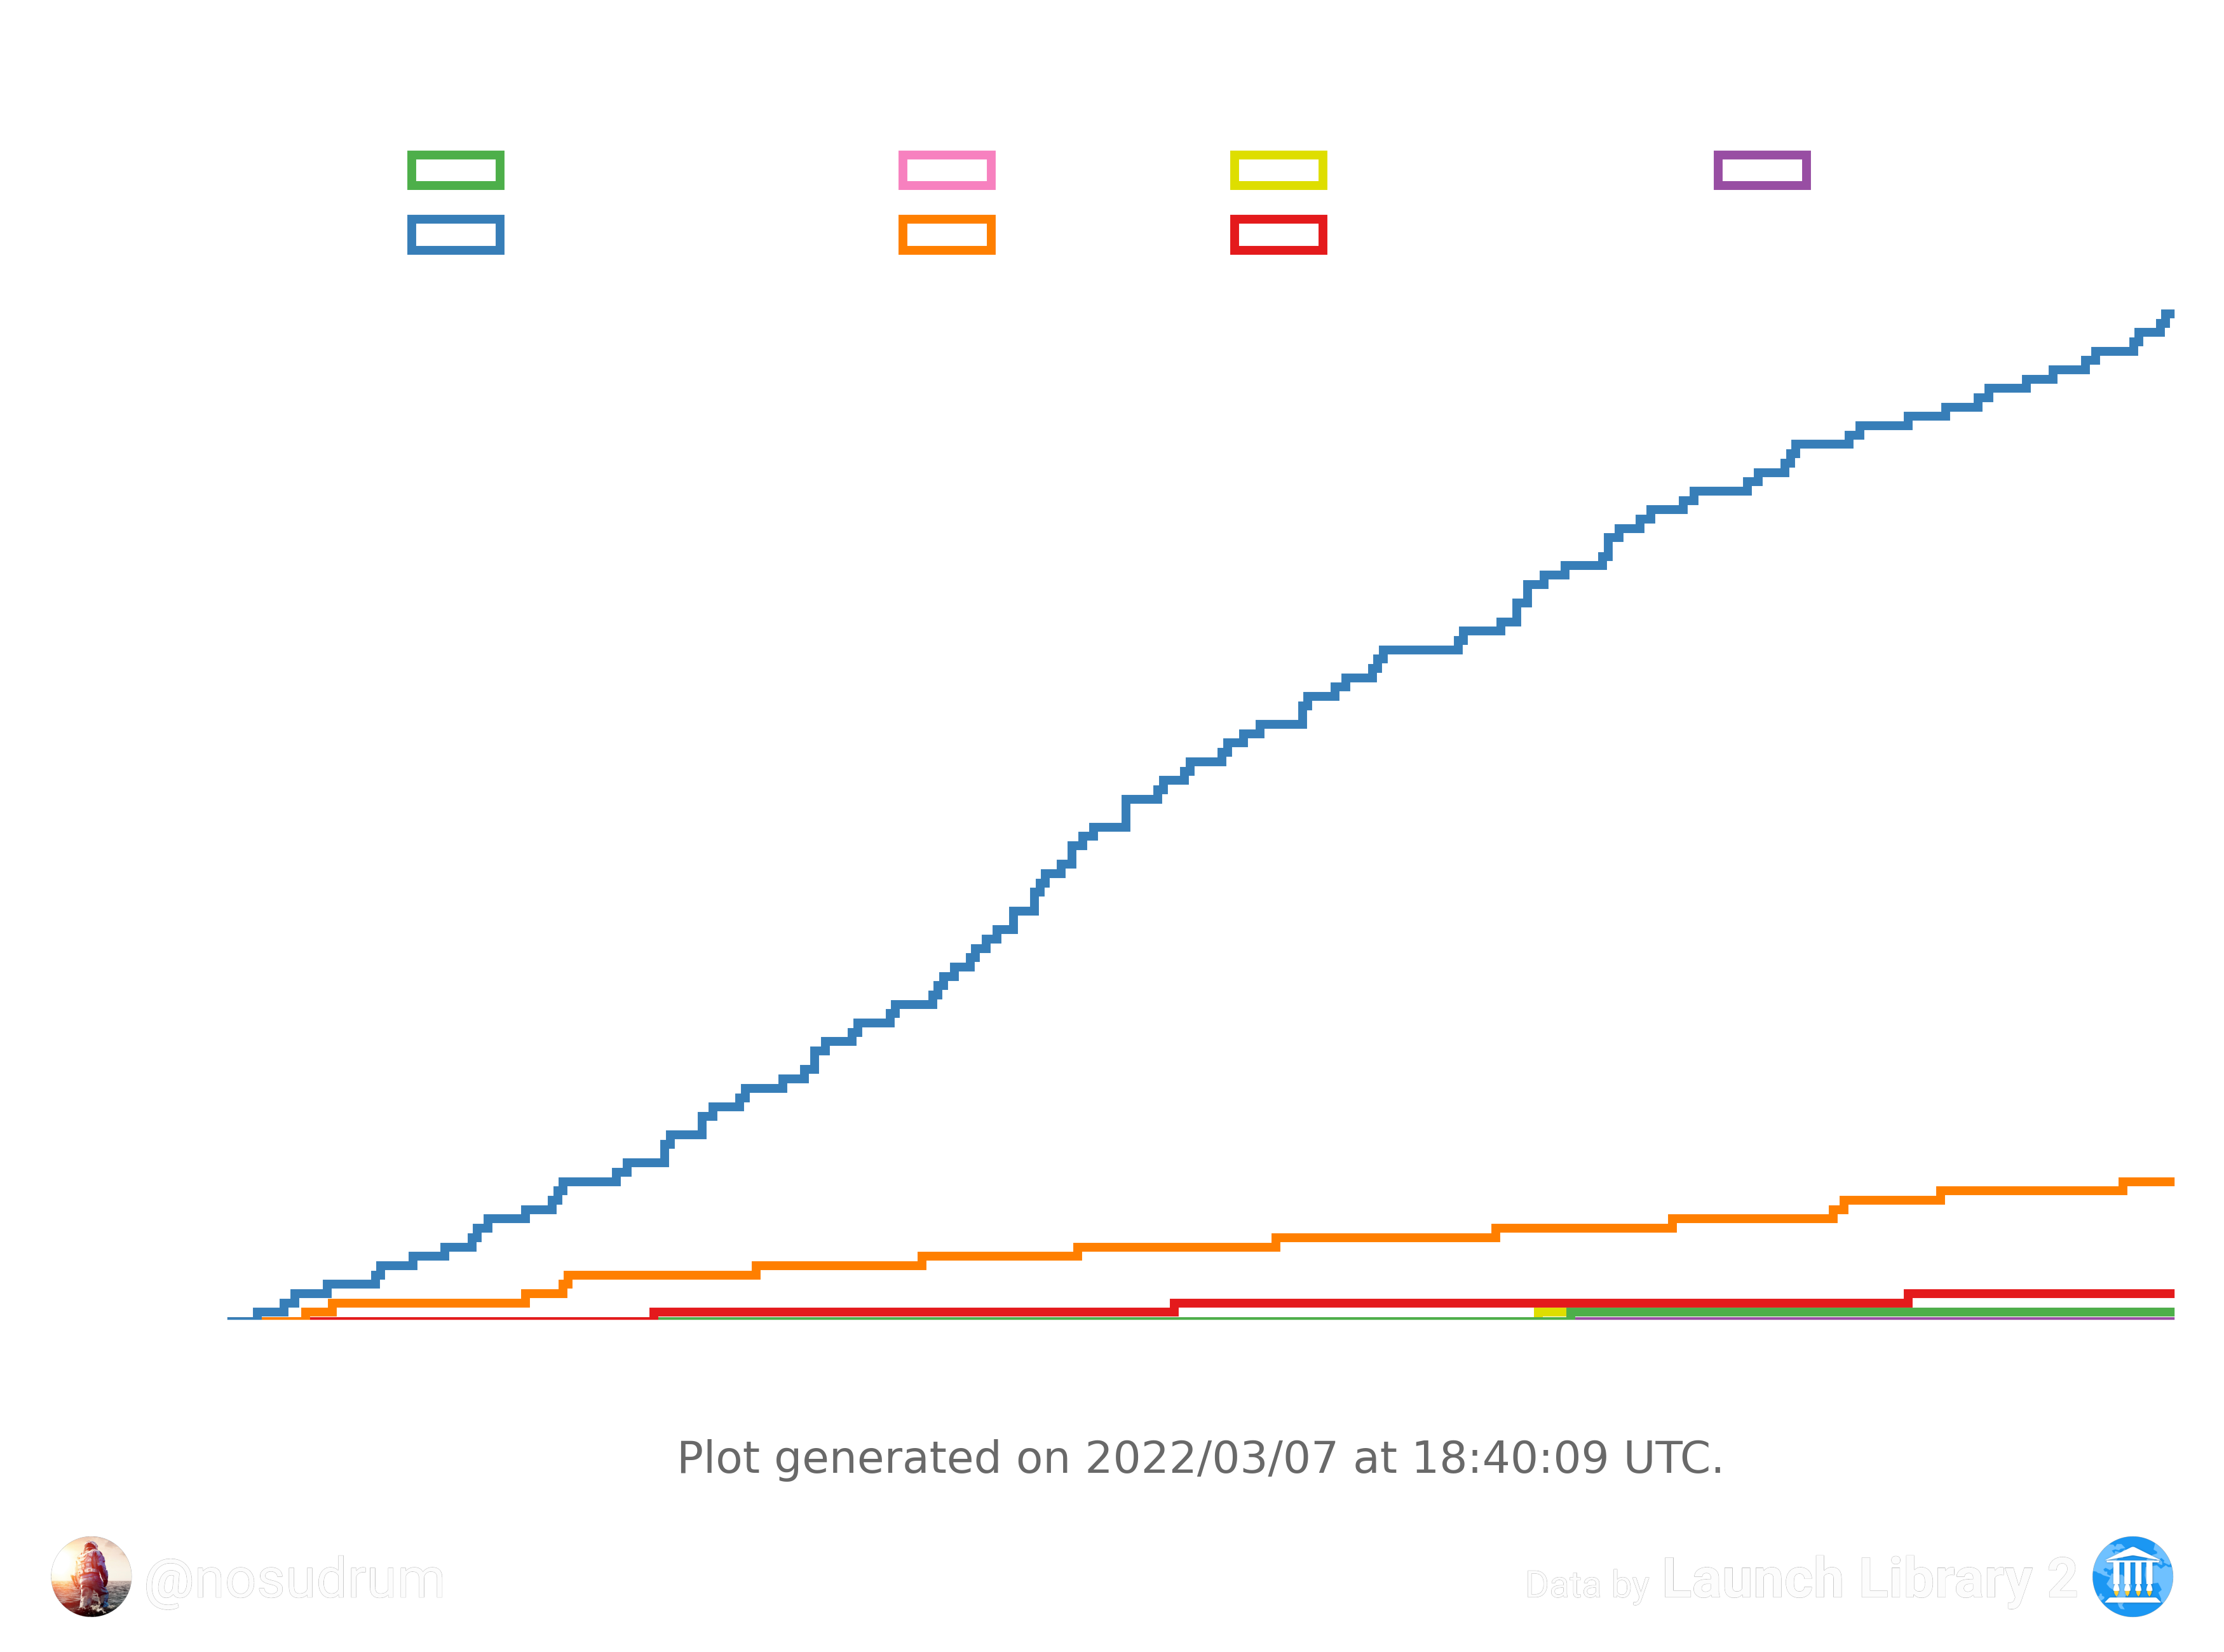 Plot generated on 2022/03/07 at 18:40:09 UTC.
@nosudrum
Data by Launch Library 2